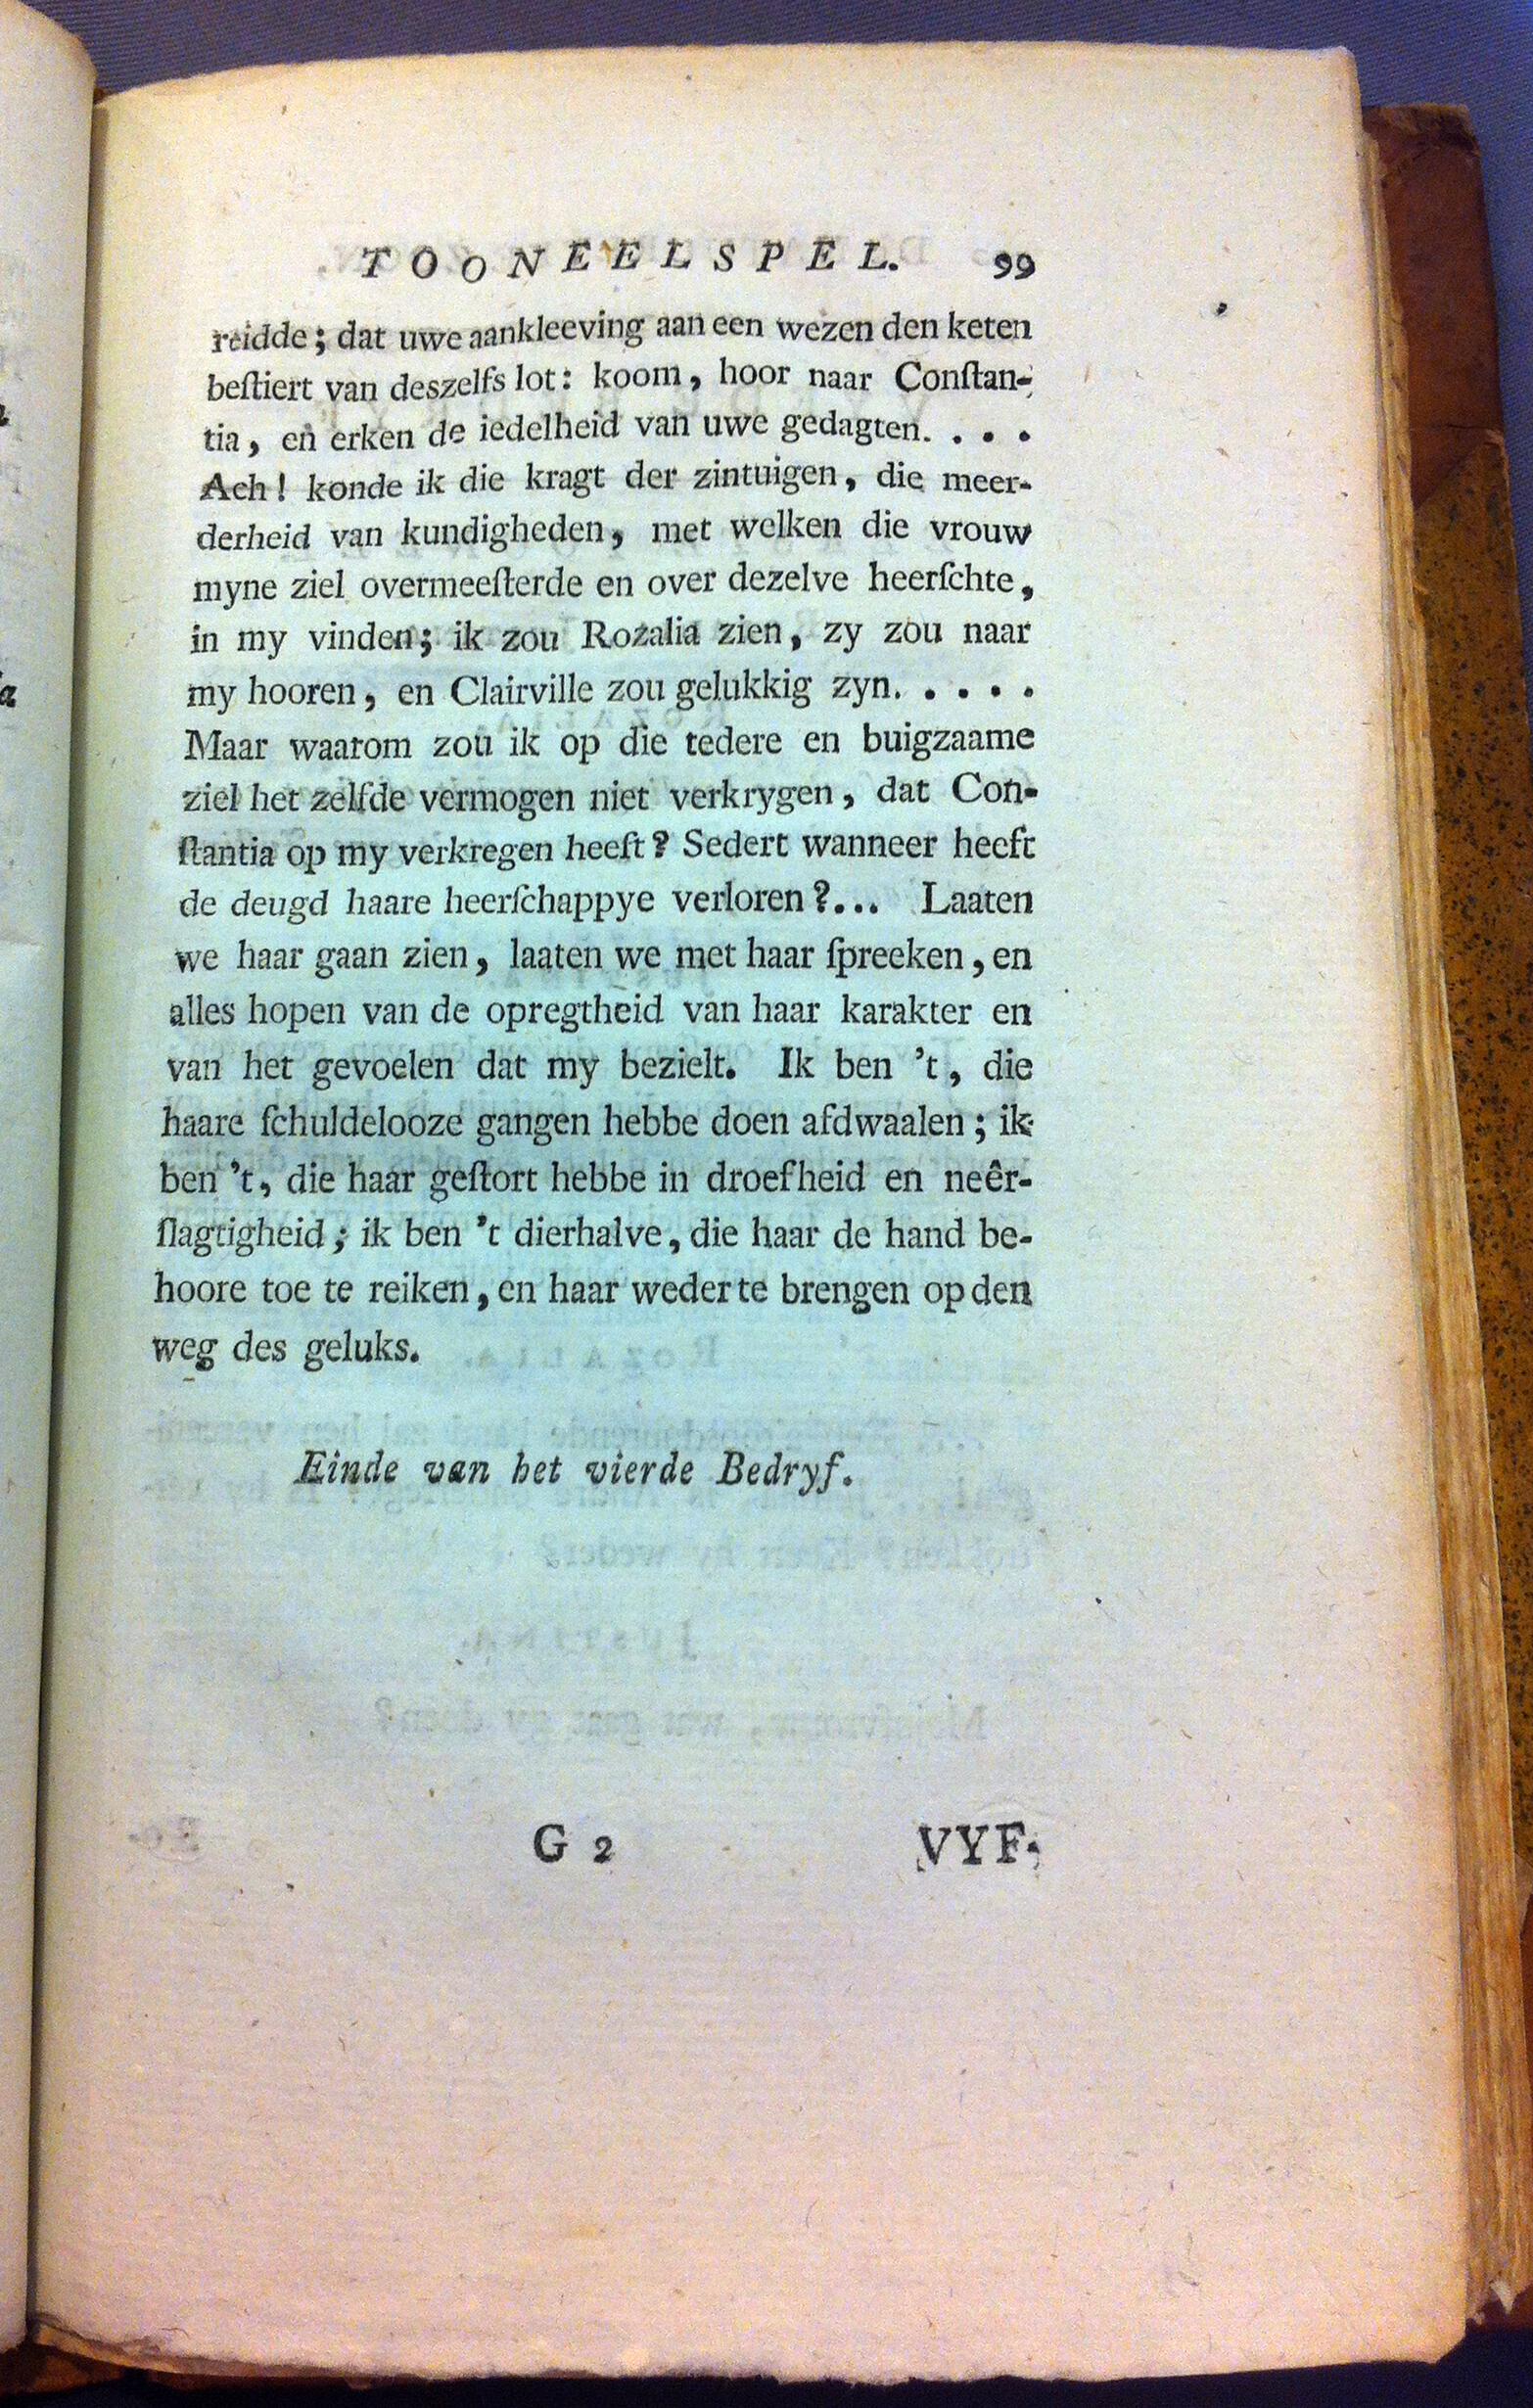 TOONEELSPEL. 99
reidde; dat uwe aankleeving aan een wezen den keten
beſtiert van deszelfs lot: koom, hoor naar Conſtan-
tia, en erken de iedelheid van uwe gedagten. . . .
Ach! konde ik die kragt der zintuigen, die meer-
derheid van kundigheden, met welken die vrouw
myne ziel overmeeſterde en over dezelve heerſchte,
in my vinden; ik zou Rozalia zien, zy zou naar
my hooren, en Clairville zou gelukkig zyn. . . . .
Maar waarom zou ik op die tedere en buigzaame
ziel het zelfde vermogen niet verkrygen, dat Con-
ſtantia op my verkregen heeft? Sedert wanneer heeft
de deugd haare heerſchappye verloren?... Laaten
we haar gaan zien, laaten we met haar ſpreeken, en
alles hopen van de opregtheid van haar karakter en
van het gevoelen dat my bezielt. Ik ben 't, die
haare ſchuldelooze gangen hebbe doen afdwaalen; ik
ben 't, die haar geſtort hebbe in droefheid en neêr-
ſlagtigheid; ik ben 't dierhalve, die haar de hand be-
hoore toe te reiken, en haar weder te brengen op den
weg des geluks.
Einde van het vierde Bedryf.
G 2 VYF-